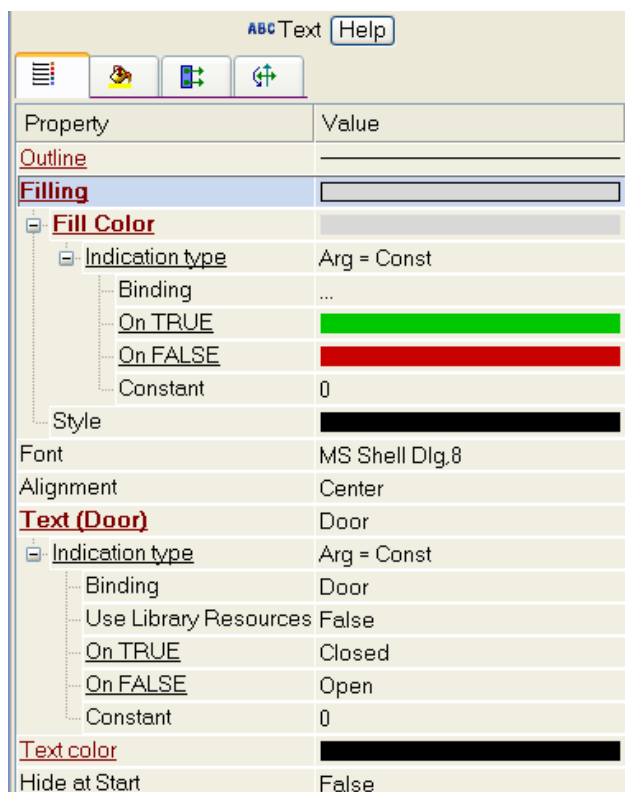 ABC Text Help
Property Value
Outline
Filling
Fill Color
Indication type Arg = Const
Binding ...
On TRUE
On FALSE
Constant 0
Style
Font MS Shell Dlg,8
Alignment Center
Text (Door) Door
Indication type Arg = Const
Binding Door
Use Library Resources False
On TRUE Closed
On FALSE Open
Constant 0
Text color
Hide at Start False